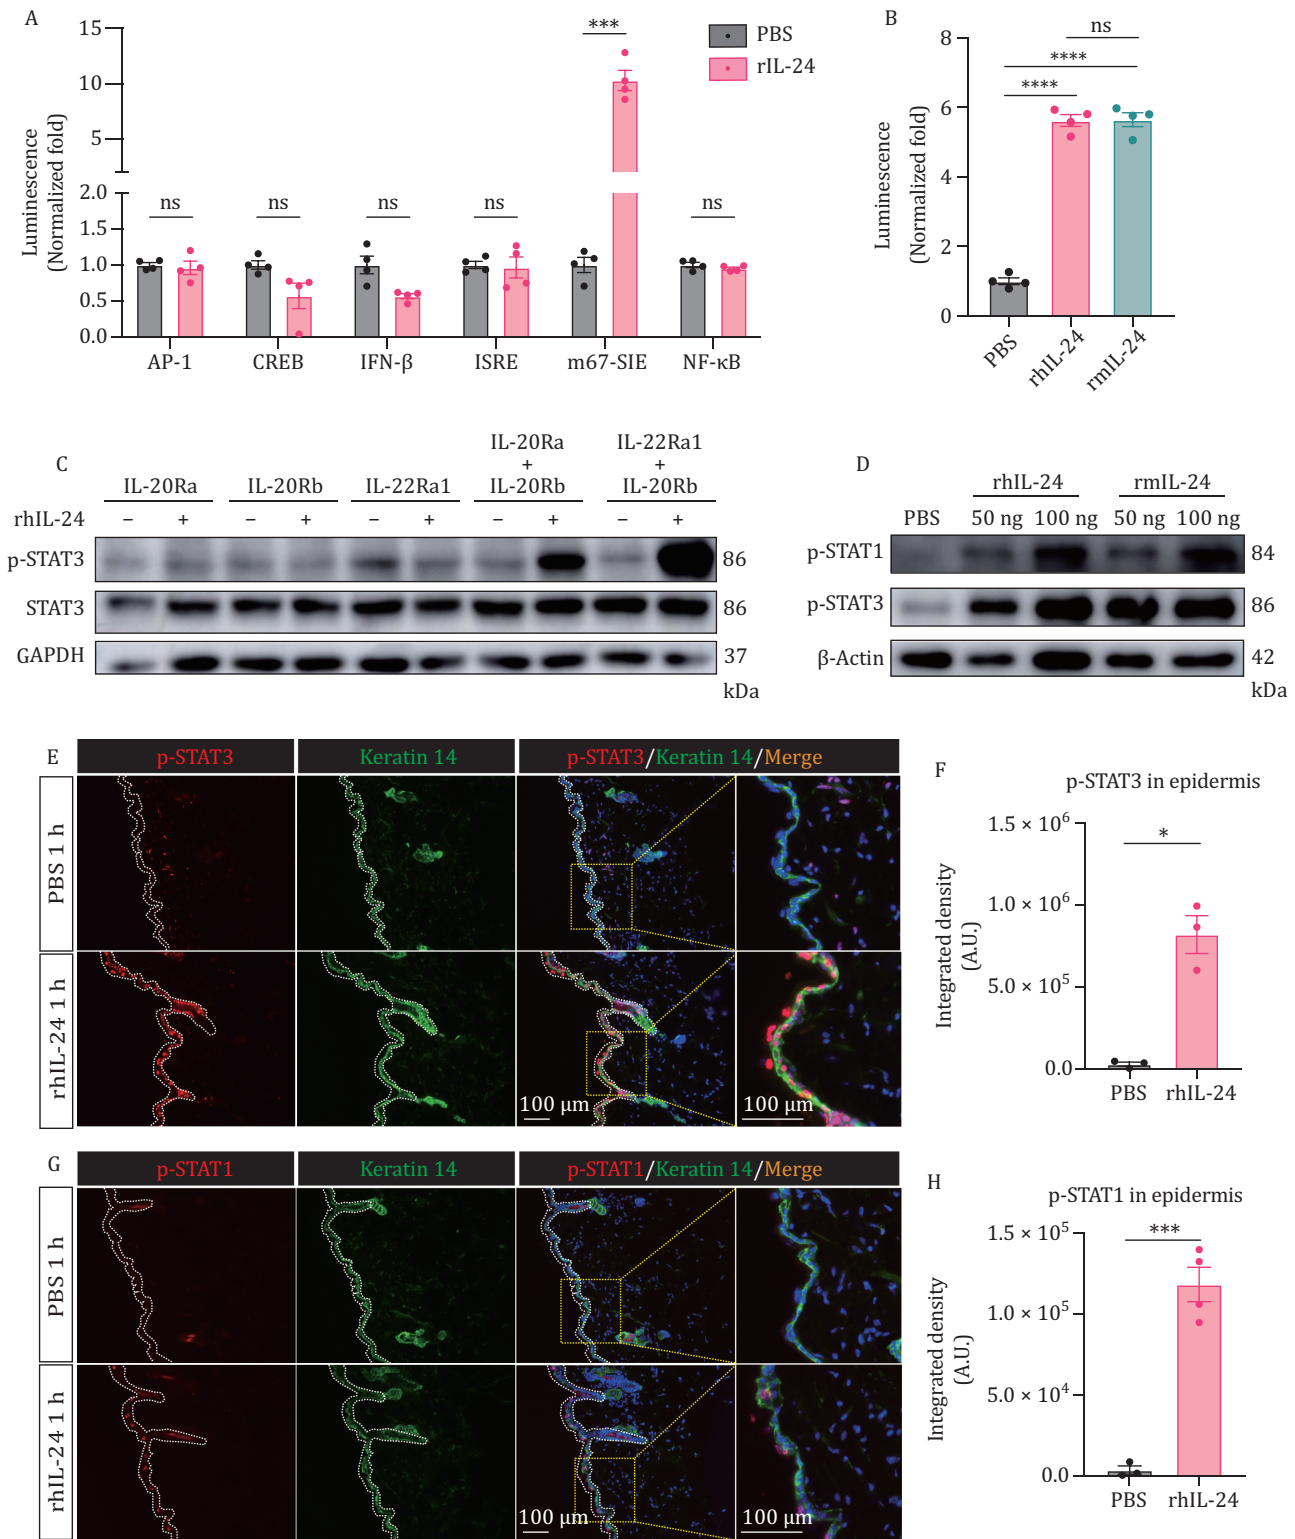 A
Luminescence
(Normalized fold)
15
10
5
2.0
1.5
1.0
0.5
0.0
ns
ns
ns
ns
***
ns
AP-1
CREB
IFN-β
ISRE
m67-SIE
NF-κB
PBS
rIL-24
B
Luminescence
(Normalized fold)
8
6
4
2
0
ns
****
****
PBS
rhIL-24
rmIL-24
C
IL-20Ra
IL-20Rb
IL-22Ra1
IL-20Ra
+
IL-20Rb
IL-22Ra1
+
IL-20Rb
rhIL-24 – + – + – + – + – +
p-STAT3 86
STAT3 86
GAPDH 37
kDa
D
rhIL-24 rmIL-24
PBS 50 ng 100 ng 50 ng 100 ng
p-STAT1 84
p-STAT3 86
β-Actin 42
kDa
E
p-STAT3
Keratin 14
p-STAT3/Keratin 14/Merge
PBS 1 h
rhIL-24 1 h
100 μm
100 μm
F
p-STAT3 in epidermis
Integrated density
(A.U.)
1.5 × 10⁶
1.0 × 10⁶
5.0 × 10⁵
0.0
*
PBS
rhIL-24
G
p-STAT1
Keratin 14
p-STAT1/Keratin 14/Merge
PBS 1 h
rhIL-24 1 h
100 μm
100 μm
H
p-STAT1 in epidermis
Integrated density
(A.U.)
1.5 × 10⁵
1.0 × 10⁵
5.0 × 10⁴
0.0
***
PBS
rhIL-24